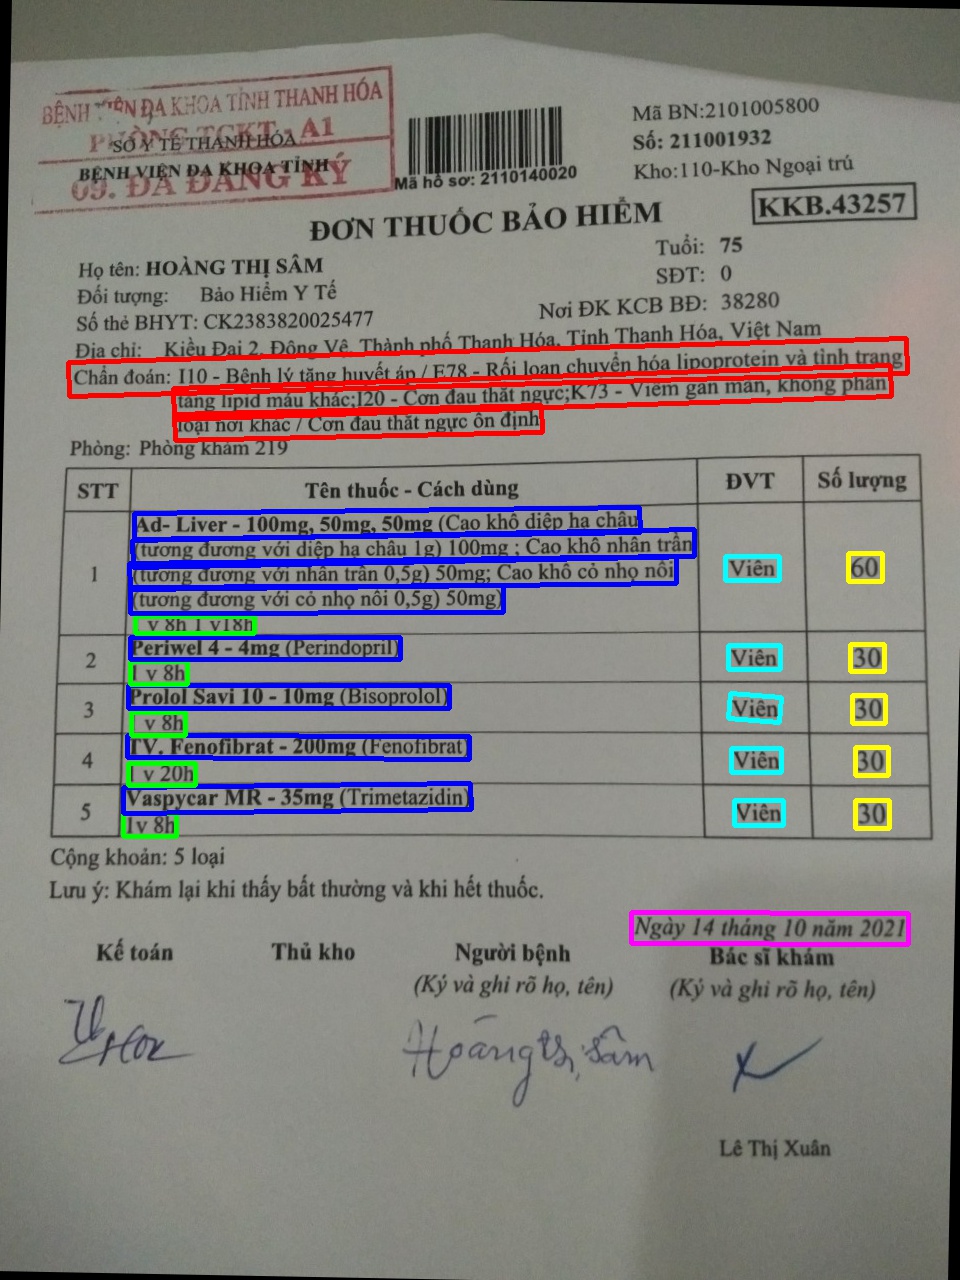 BỆNH VIỆN ĐA KHOA TỈNH THANH HÓA
PHÒNG TCKT - A1
SỞ Y TẾ THANH HÓA
BỆNH VIỆN ĐA KHOA TỈNH
09. ĐÃ ĐĂNG KÝ
Mã hồ sơ: 2110140020
Mã BN:2101005800
Số: 211001932
Kho:110-Kho Ngoại trú
KKB.43257
ĐƠN THUỐC BẢO HIỂM
Họ tên: HOÀNG THỊ SÂM
Tuổi: 75
Đối tượng: Bảo Hiểm Y Tế
SĐT: 0
Số thẻ BHYT: CK2383820025477
Nơi ĐK KCB BĐ: 38280
Địa chỉ: Kiều Đại 2, Đông Vệ, Thành phố Thanh Hóa, Tỉnh Thanh Hóa, Việt Nam
Chẩn đoán: I10 - Bệnh lý tăng huyết áp / E78 - Rối loạn chuyển hóa lipoprotein và tình trạng
tăng lipid máu khác;I20 - Cơn đau thắt ngực;K73 - Viêm gan mãn, không phân
loại nơi khác / Cơn đau thắt ngực ôn định
Phòng: Phòng khám 219
STT Tên thuốc - Cách dùng ĐVT Số lượng
1 Ad- Liver - 100mg, 50mg, 50mg (Cao khô diệp hạ châu
(tương đương với diệp hạ châu 1g) 100mg ; Cao khô nhân trần
(tương đương với nhân trần 0,5g) 50mg; Cao khô cỏ nhọ nồi
(tương đương với cỏ nhọ nồi 0,5g) 50mg) Viên 60
1 v 8h 1 v18h
2 Periwel 4 - 4mg (Perindopril) Viên 30
1 v 8h
3 Prolol Savi 10 - 10mg (Bisoprolol) Viên 30
1 v 8h
4 TV. Fenofibrat - 200mg (Fenofibrat) Viên 30
1 v 20h
5 Vaspycar MR - 35mg (Trimetazidin) Viên 30
1v 8h
Cộng khoản: 5 loại
Lưu ý: Khám lại khi thấy bất thường và khi hết thuốc.
Ngày 14 tháng 10 năm 2021
Kế toán Thủ kho Người bệnh Bác sĩ khám
(Ký và ghi rõ họ, tên) (Ký và ghi rõ họ, tên)
Hoàng thị sâm
Lê Thị Xuân